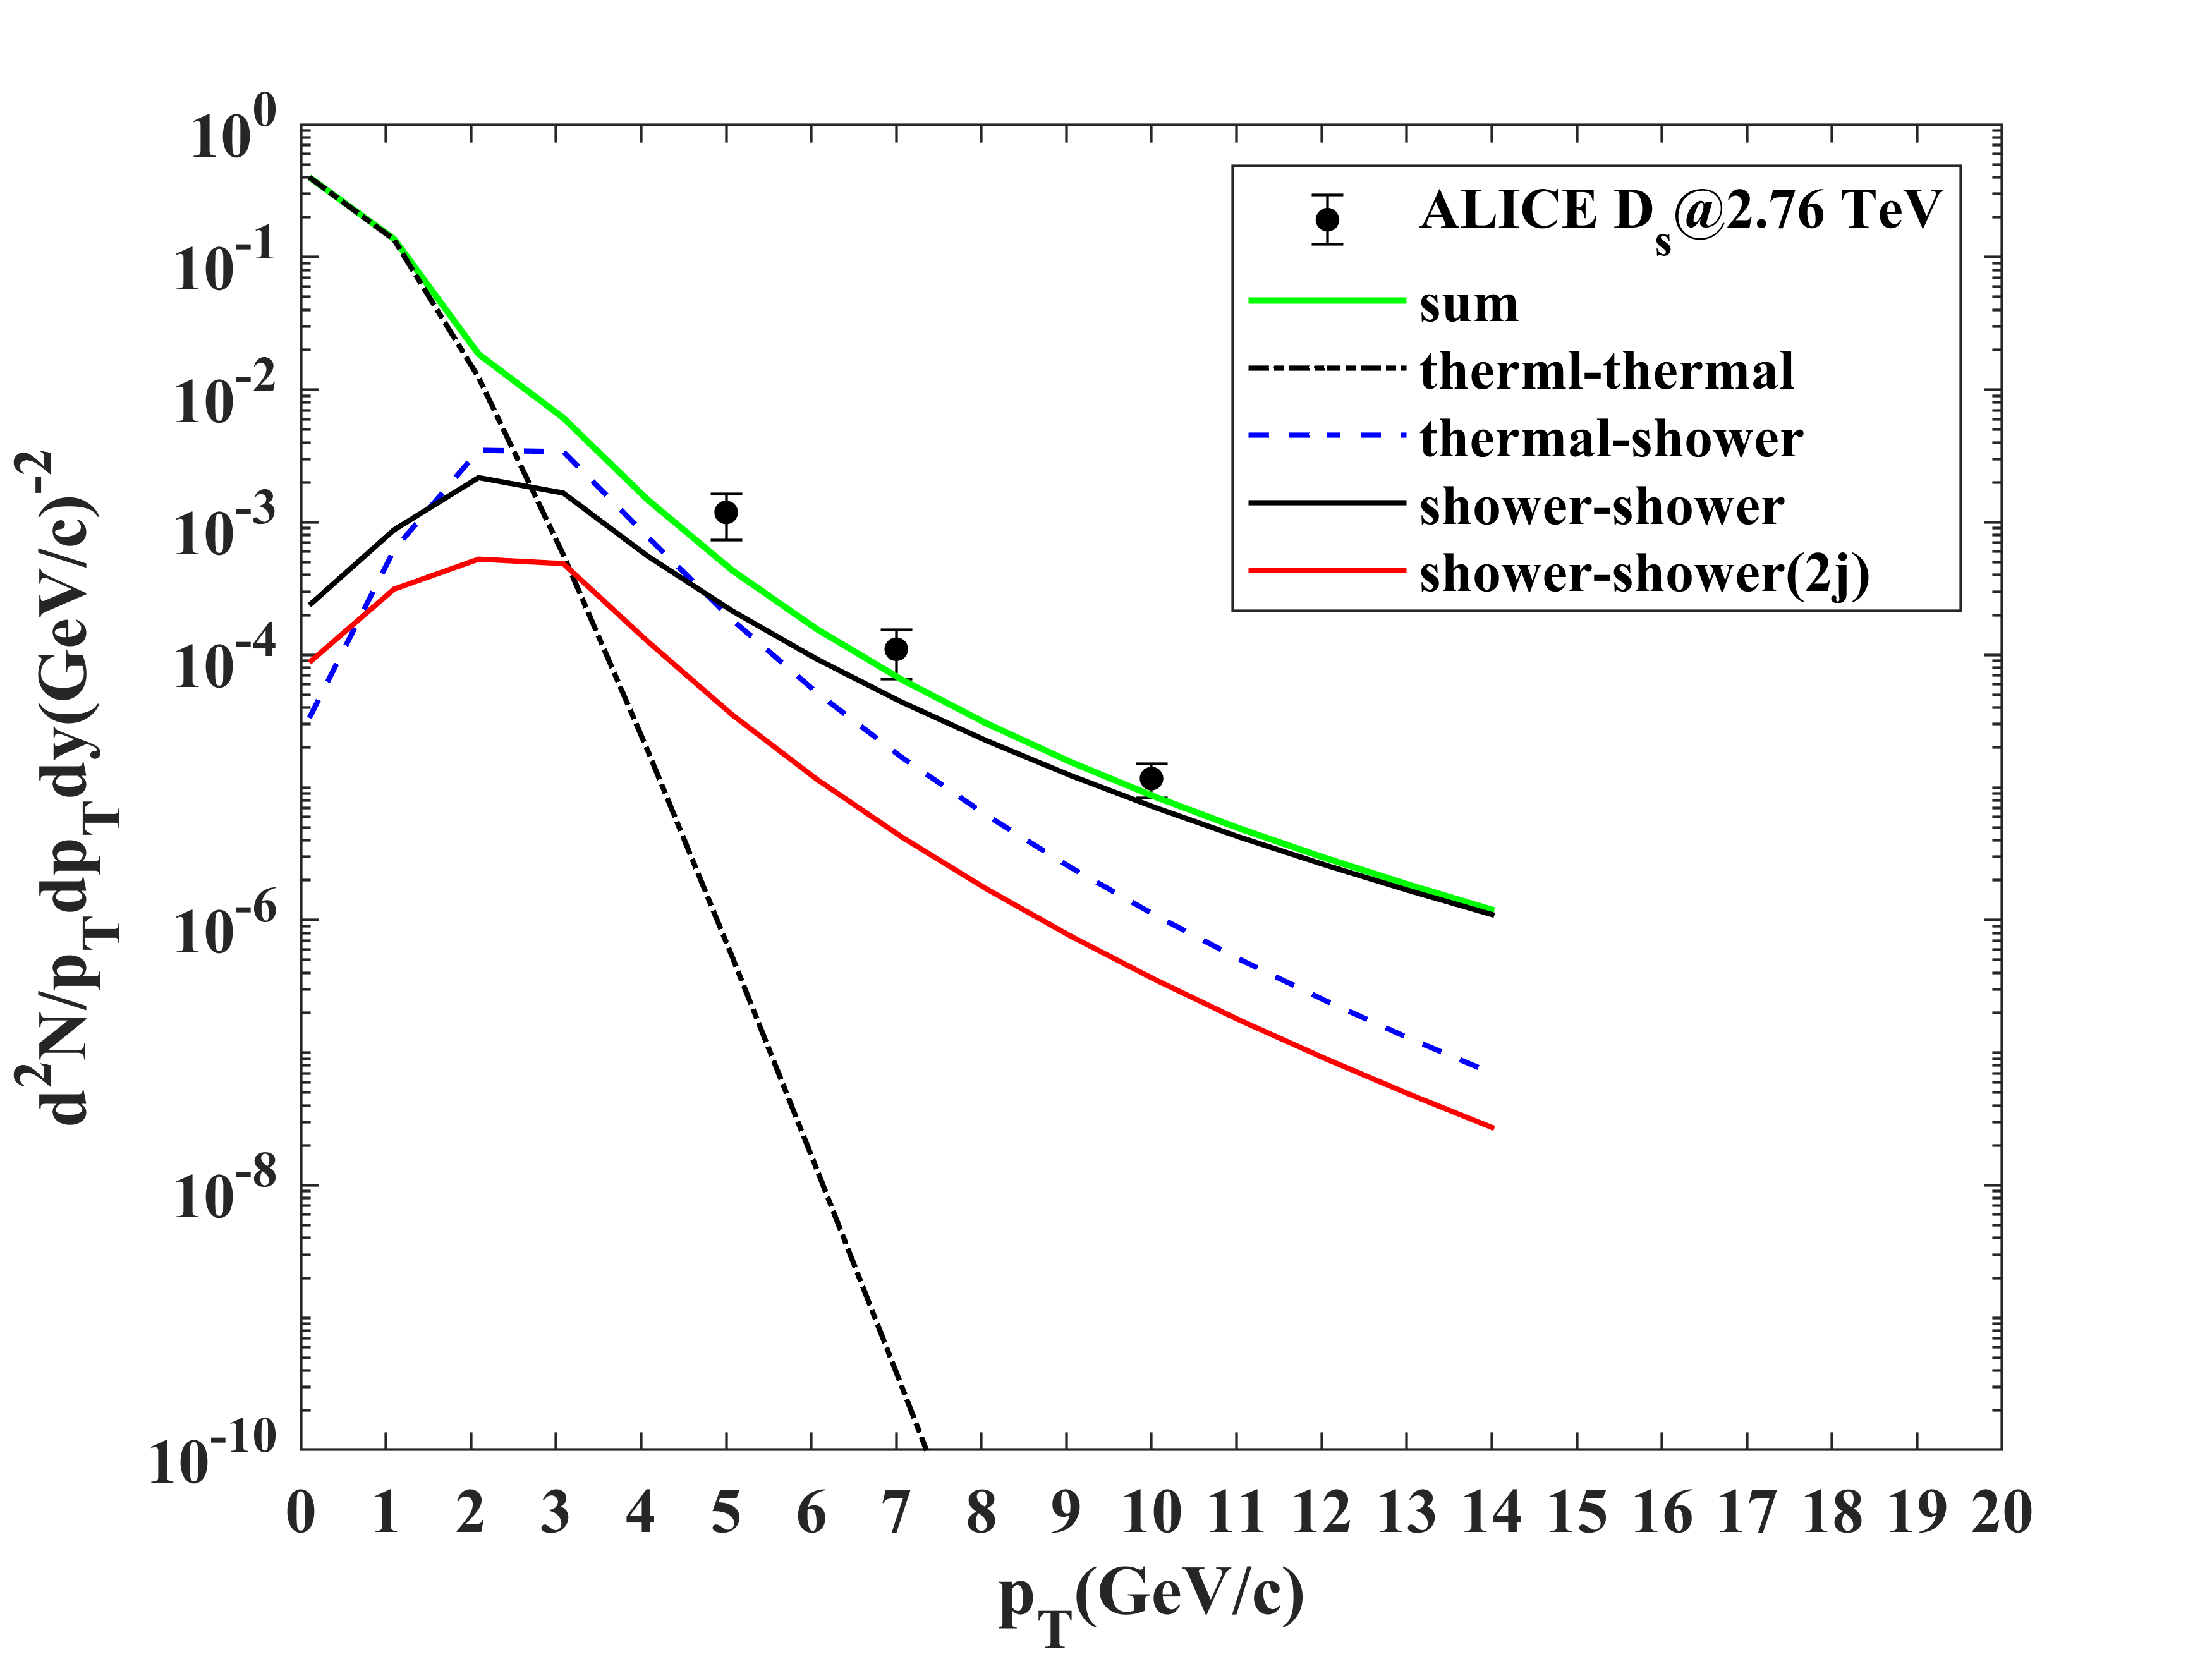 10^0
10^-1
10^-2
10^-3
10^-4
10^-6
10^-8
10^-10
d^2N/p_Tdp_Tdy(GeV//c)^-2
ALICE D_s@2.76 TeV
sum
therml-thermal
thermal-shower
shower-shower
shower-shower(2j)
0 1 2 3 4 5 6 7 8 9 10 11 12 13 14 15 16 17 18 19 20
p_T(GeV/c)